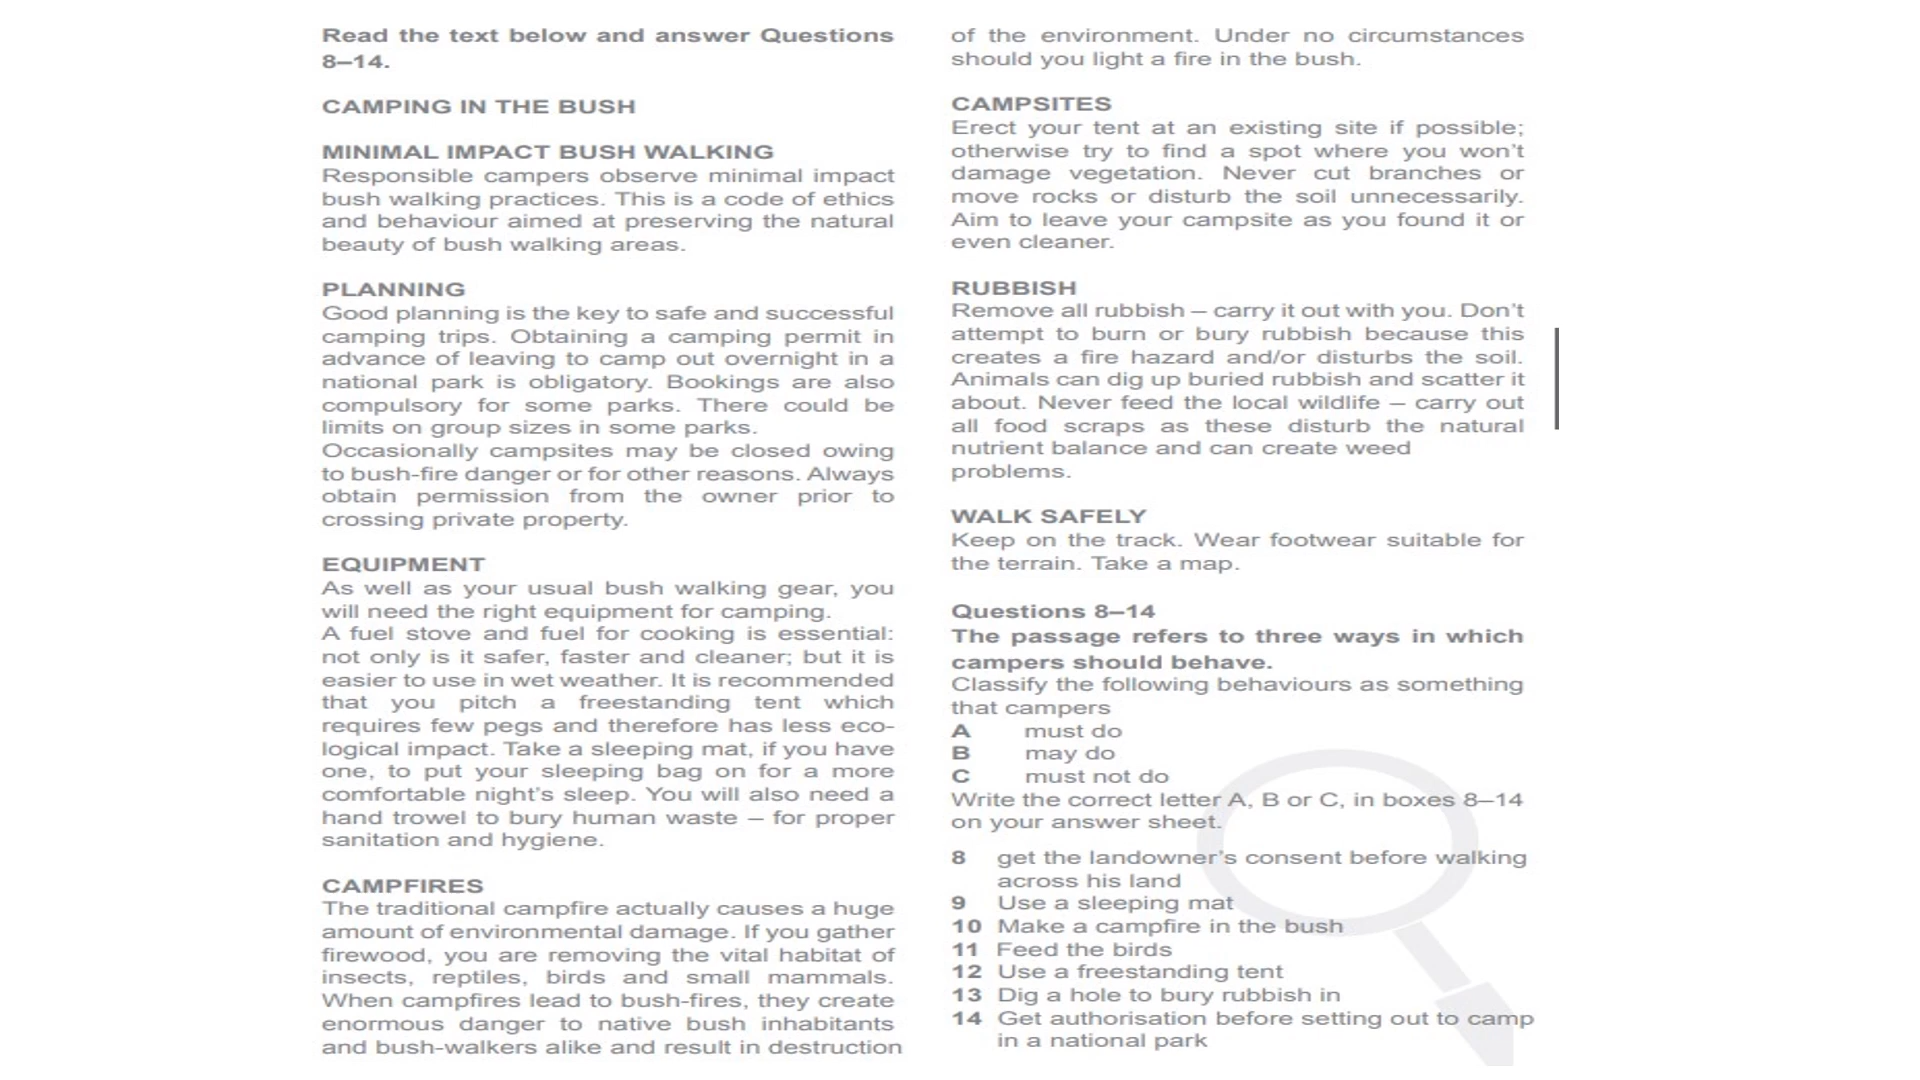 Read the text below and answer Questions
8–14.
CAMPING IN THE BUSH
MINIMAL IMPACT BUSH WALKING
Responsible campers observe minimal impact
bush walking practices. This is a code of ethics
and behaviour aimed at preserving the natural
beauty of bush walking areas.
PLANNING
Good planning is the key to safe and successful
camping trips. Obtaining a camping permit in
advance of leaving to camp out overnight in a
national park is obligatory. Bookings are also
compulsory for some parks. There could be
limits on group sizes in some parks.
Occasionally campsites may be closed owing
to bush-fire danger or for other reasons. Always
obtain permission from the owner prior to
crossing private property.
EQUIPMENT
As well as your usual bush walking gear, you
will need the right equipment for camping.
A fuel stove and fuel for cooking is essential:
not only is it safer, faster and cleaner; but it is
easier to use in wet weather. It is recommended
that you pitch a freestanding tent which
requires few pegs and therefore has less eco-
logical impact. Take a sleeping mat, if you have
one, to put your sleeping bag on for a more
comfortable night's sleep. You will also need a
hand trowel to bury human waste – for proper
sanitation and hygiene.
CAMPFIRES
The traditional campfire actually causes a huge
amount of environmental damage. If you gather
firewood, you are removing the vital habitat of
insects, reptiles, birds and small mammals.
When campfires lead to bush-fires, they create
enormous danger to native bush inhabitants
and bush-walkers alike and result in destruction
of the environment. Under no circumstances
should you light a fire in the bush.
CAMPSITES
Erect your tent at an existing site if possible;
otherwise try to find a spot where you won't
damage vegetation. Never cut branches or
move rocks or disturb the soil unnecessarily.
Aim to leave your campsite as you found it or
even cleaner.
RUBBISH
Remove all rubbish – carry it out with you. Don't
attempt to burn or bury rubbish because this
creates a fire hazard and/or disturbs the soil.
Animals can dig up buried rubbish and scatter it
about. Never feed the local wildlife – carry out
all food scraps as these disturb the natural
nutrient balance and can create weed
problems.
WALK SAFELY
Keep on the track. Wear footwear suitable for
the terrain. Take a map.
Questions 8–14
The passage refers to three ways in which
campers should behave.
Classify the following behaviours as something
that campers
A must do
B may do
C must not do
Write the correct letter A, B or C, in boxes 8–14
on your answer sheet.
8 get the landowner's consent before walking
across his land
9 Use a sleeping mat
10 Make a campfire in the bush
11 Feed the birds
12 Use a freestanding tent
13 Dig a hole to bury rubbish in
14 Get authorisation before setting out to camp
in a national park